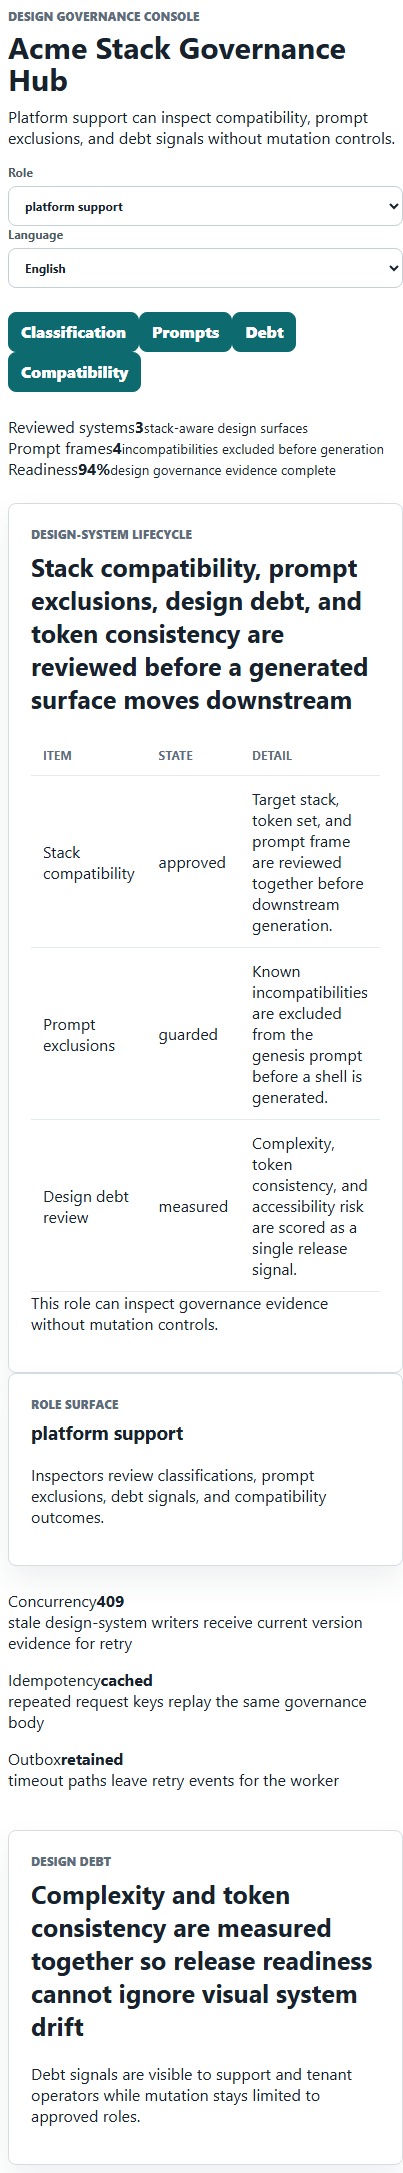 DESIGN GOVERNANCE CONSOLE
Acme Stack Governance
Hub
Platform support can inspect compatibility, prompt
exclusions, and debt signals without mutation controls.
Role
platform support
Language
English
Classification Prompts Debt
Compatibility
Reviewed systems3stack-aware design surfaces
Prompt frames4incompatibilities excluded before generation
Readiness94%design governance evidence complete
DESIGN-SYSTEM LIFECYCLE
Stack compatibility, prompt
exclusions, design debt, and
token consistency are
reviewed before a generated
surface moves downstream
ITEM STATE DETAIL
Stack
compatibility
approved
Target stack,
token set, and
prompt frame
are reviewed
together before
downstream
generation.
Prompt
exclusions
guarded
Known
incompatibilities
are excluded
from the
genesis prompt
before a shell is
generated.
Design debt
review
measured
Complexity,
token
consistency, and
accessibility risk
are scored as a
single release
signal.
This role can inspect governance evidence
without mutation controls.
ROLE SURFACE
platform support
Inspectors review classifications, prompt
exclusions, debt signals, and compatibility
outcomes.
Concurrency409
stale design-system writers receive current version
evidence for retry
Idempotencycached
repeated request keys replay the same governance
body
Outboxretained
timeout paths leave retry events for the worker
DESIGN DEBT
Complexity and token
consistency are measured
together so release readiness
cannot ignore visual system
drift
Debt signals are visible to support and tenant
operators while mutation stays limited to
approved roles.